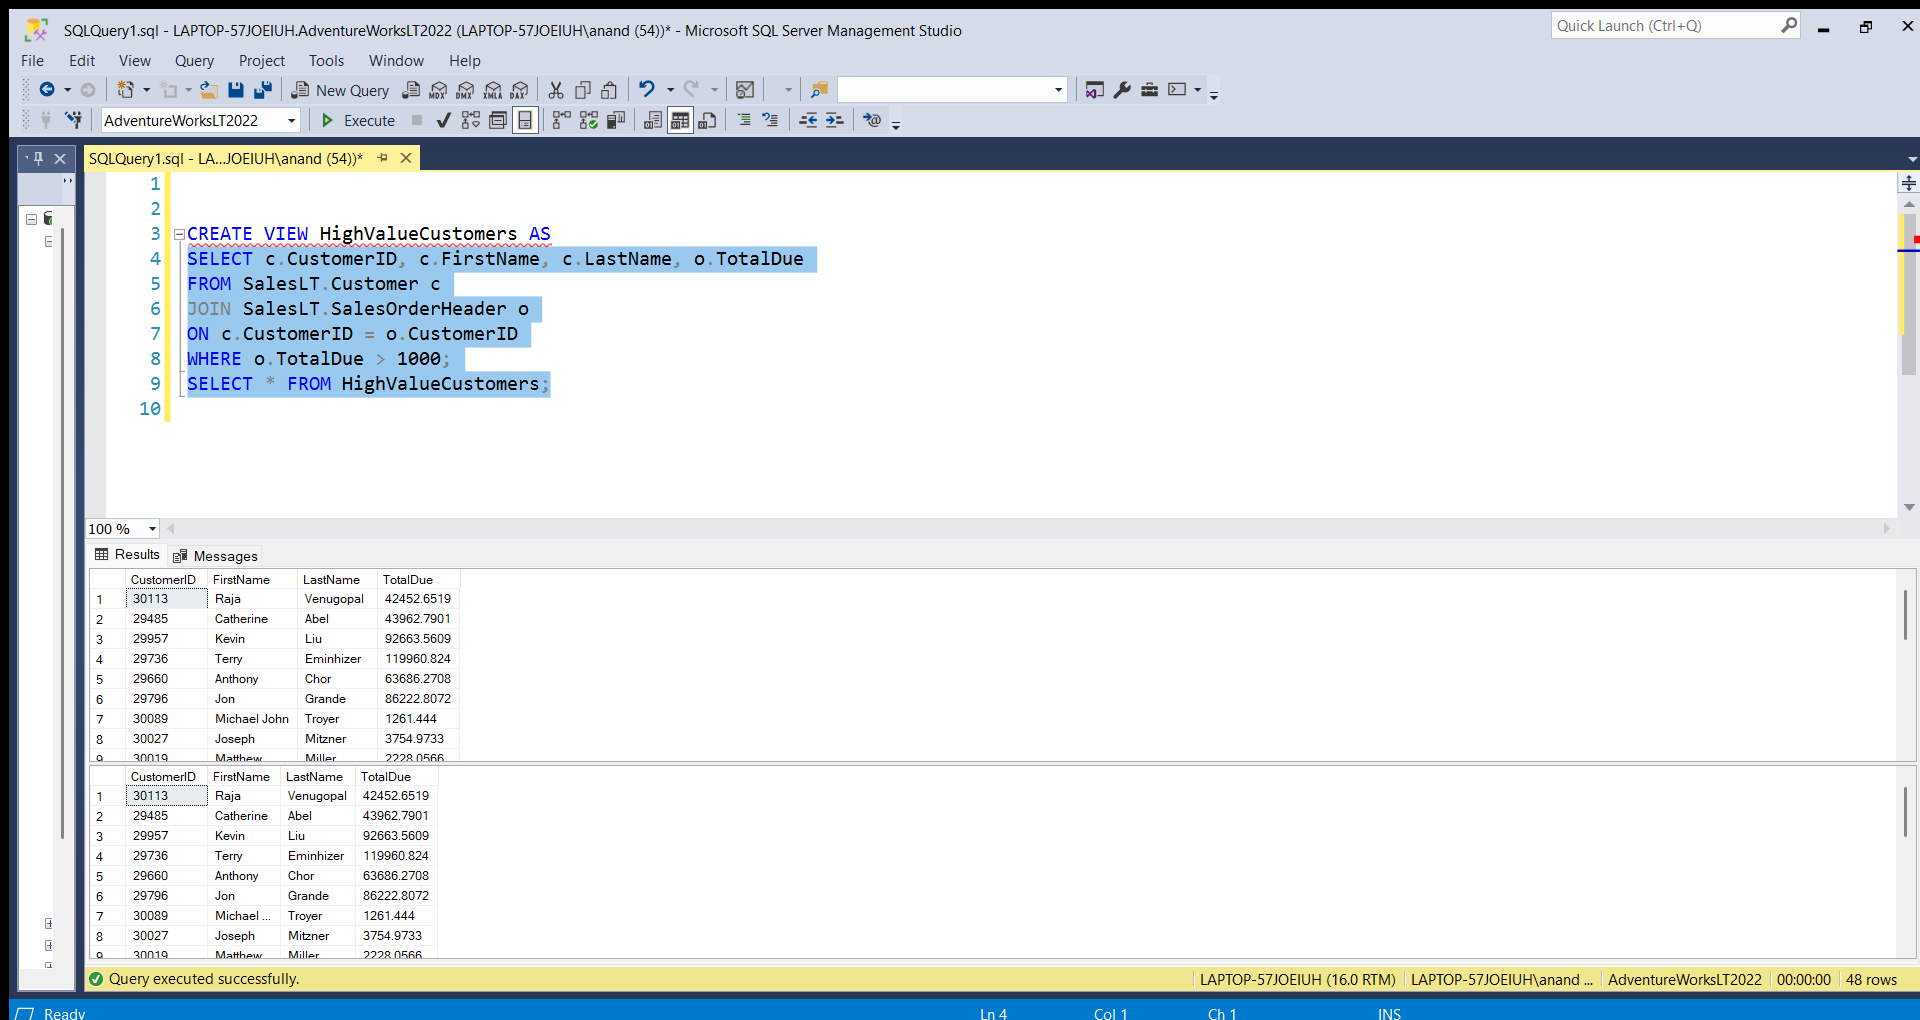 SQLQuery1.sql - LAPTOP-57JOEIUH.AdventureWorksLT2022 (LAPTOP-57JOEIUH\anand (54))* - Microsoft SQL Server Management Studio
Quick Launch (Ctrl+Q)
File Edit View Query Project Tools Window Help
New Query MDX DMX XMLA DAX
AdventureWorksLT2022 Execute
SQLQuery1.sql - LA...JOEIUH\anand (54))*
1
2
3 CREATE VIEW HighValueCustomers AS
4 SELECT c.CustomerID, c.FirstName, c.LastName, o.TotalDue
5 FROM SalesLT.Customer c
6 JOIN SalesLT.SalesOrderHeader o
7 ON c.CustomerID = o.CustomerID
8 WHERE o.TotalDue > 1000;
9 SELECT * FROM HighValueCustomers;
10
100 %
Results Messages
CustomerID FirstName LastName TotalDue
1 30113 Raja Venugopal 42452.6519
2 29485 Catherine Abel 43962.7901
3 29957 Kevin Liu 92663.5609
4 29736 Terry Eminhizer 119960.824
5 29660 Anthony Chor 63686.2708
6 29796 Jon Grande 86222.8072
7 30089 Michael John Troyer 1261.444
8 30027 Joseph Mitzner 3754.9733
9 30019 Matthew Miller 2228.0566
CustomerID FirstName LastName TotalDue
1 30113 Raja Venugopal 42452.6519
2 29485 Catherine Abel 43962.7901
3 29957 Kevin Liu 92663.5609
4 29736 Terry Eminhizer 119960.824
5 29660 Anthony Chor 63686.2708
6 29796 Jon Grande 86222.8072
7 30089 Michael ... Troyer 1261.444
8 30027 Joseph Mitzner 3754.9733
9 30019 Matthew Miller 2228.0566
Query executed successfully. LAPTOP-57JOEIUH (16.0 RTM) LAPTOP-57JOEIUH\anand ... AdventureWorksLT2022 00:00:00 48 rows
Ready Ln 4 Col 1 Ch 1 INS